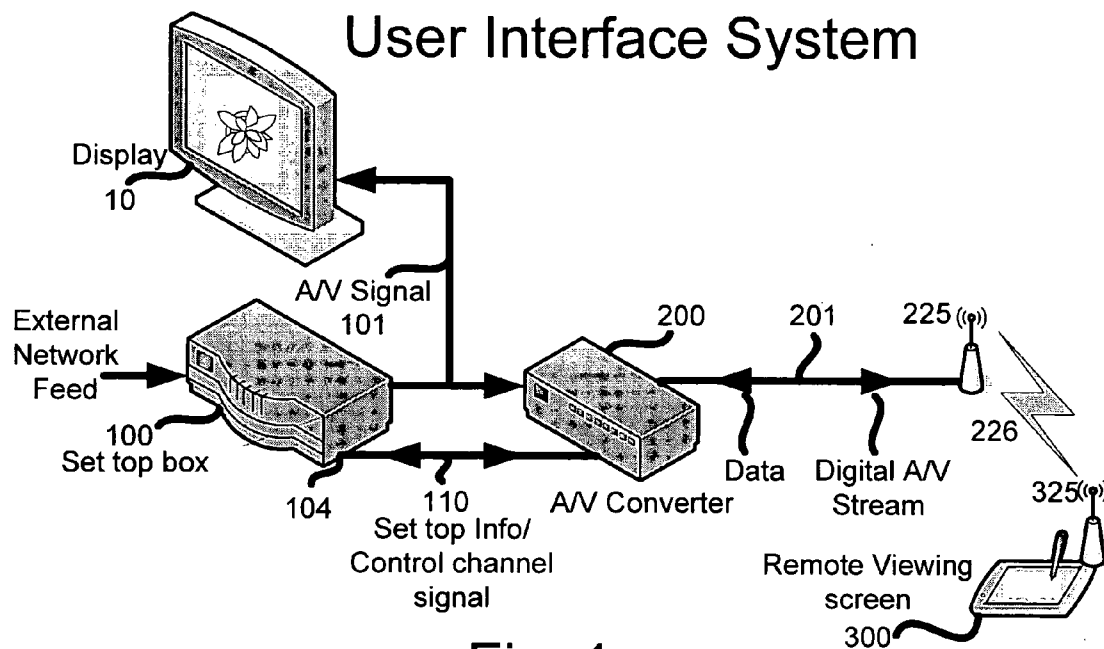 User Interface System
Display
10
A/V Signal
101
External
Network
Feed
100
Set top box
104
110
Set top Info/
Control channel
signal
200
A/V Converter
201
Data
Digital A/V
Stream
225
226
325
Remote Viewing
screen
300